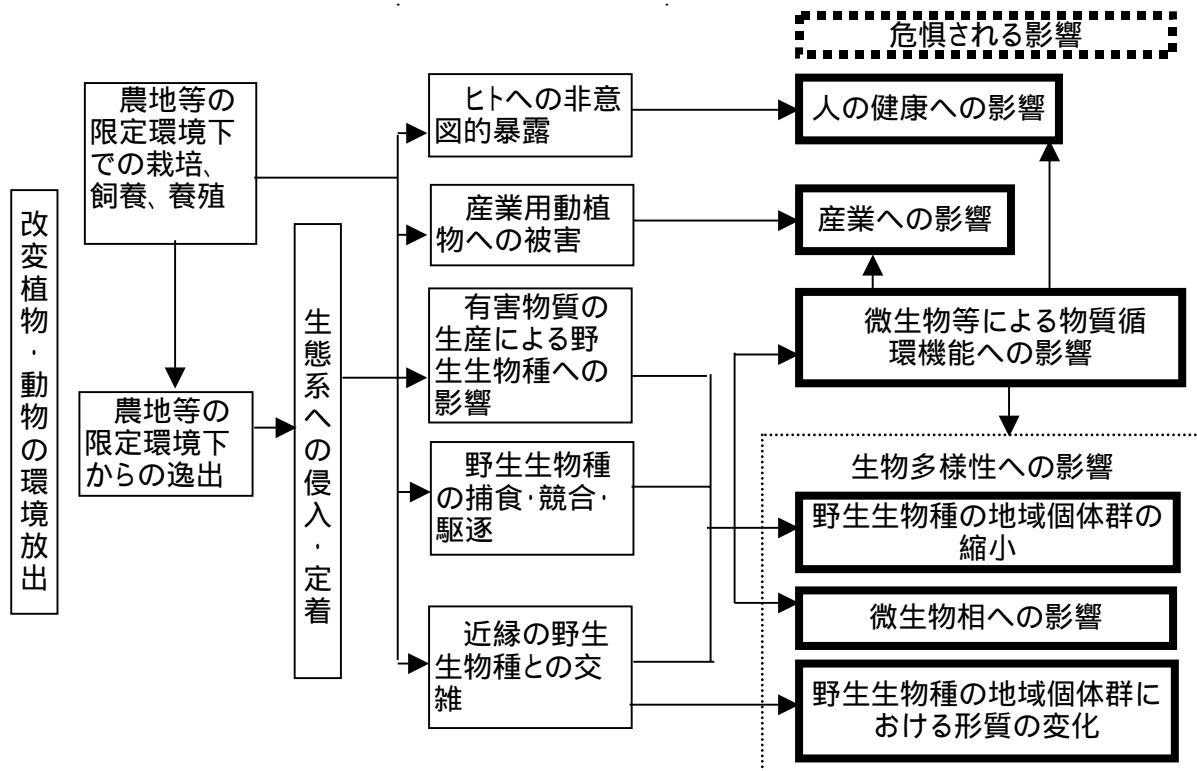 危惧される影響
農地等の
限定環境下
での栽培、
飼養、養殖
ヒトへの非意
図的暴露
人の健康への影響
改変植物・動物の環境放出
産業用動植
物への被害
産業への影響
生態系への侵入・定着
有害物質の
生産による野
生生物種への
影響
微生物等による物質循
環機能への影響
農地等の
限定環境下
からの逸出
野生生物種
の捕食・競合・
駆逐
生物多様性への影響
野生生物種の地域個体群の
縮小
近縁の野生
生物種との交
雑
微生物相への影響
野生生物種の地域個体群に
おける形質の変化